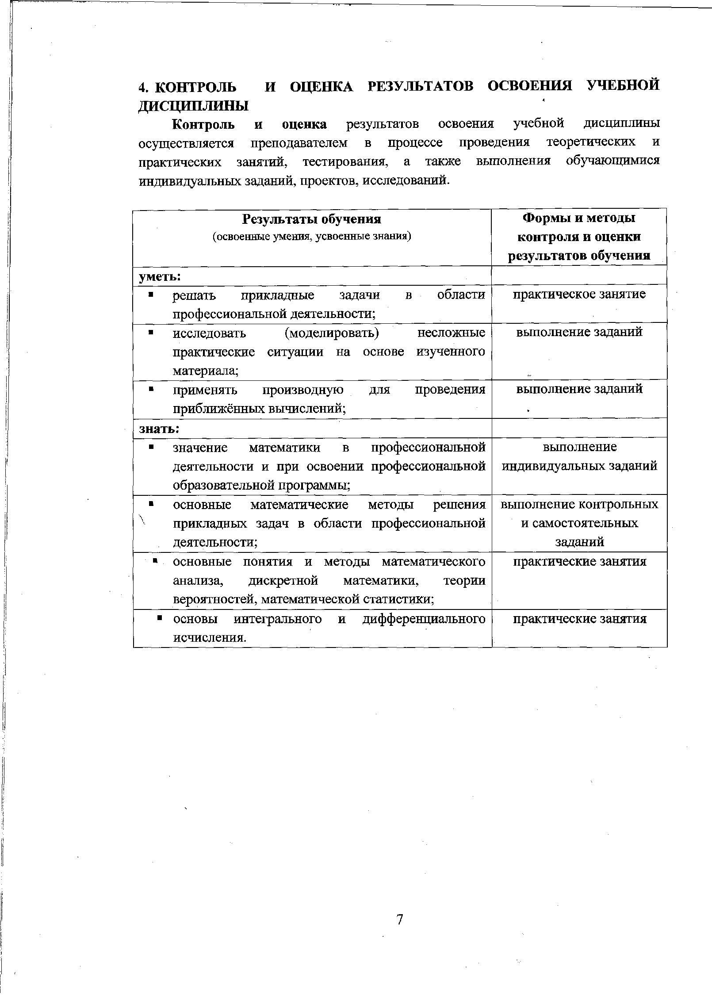 4. КОНТРОЛЬ И ОЦЕНКА РЕЗУЛЬТАТОВ ОСВОЕНИЯ УЧЕБНОЙ
ДИСЦИПЛИНЫ
Контроль и оценка результатов освоения учебной дисциплины
осуществляется преподавателем в процессе проведения теоретических и
практических занятий, тестирования, а также выполнения обучающимися
индивидуальных заданий, проектов, исследований.
Результаты обучения
(освоенные умения, усвоенные знания)
Формы и методы
контроля и оценки
результатов обучения
уметь:
▪ решать прикладные задачи в области
профессиональной деятельности;
практическое занятие
▪ исследовать (моделировать) несложные
практические ситуации на основе изученного
материала;
выполнение заданий
▪ применять производную для проведения
приближённых вычислений;
выполнение заданий
знать:
▪ значение математики в профессиональной
деятельности и при освоении профессиональной
образовательной программы;
выполнение
индивидуальных заданий
▪ основные математические методы решения
прикладных задач в области профессиональной
деятельности;
выполнение контрольных
и самостоятельных
заданий
▪ основные понятия и методы математического
анализа, дискретной математики, теории
вероятностей, математической статистики;
практические занятия
▪ основы интегрального и дифференциального
исчисления.
практические занятия
7